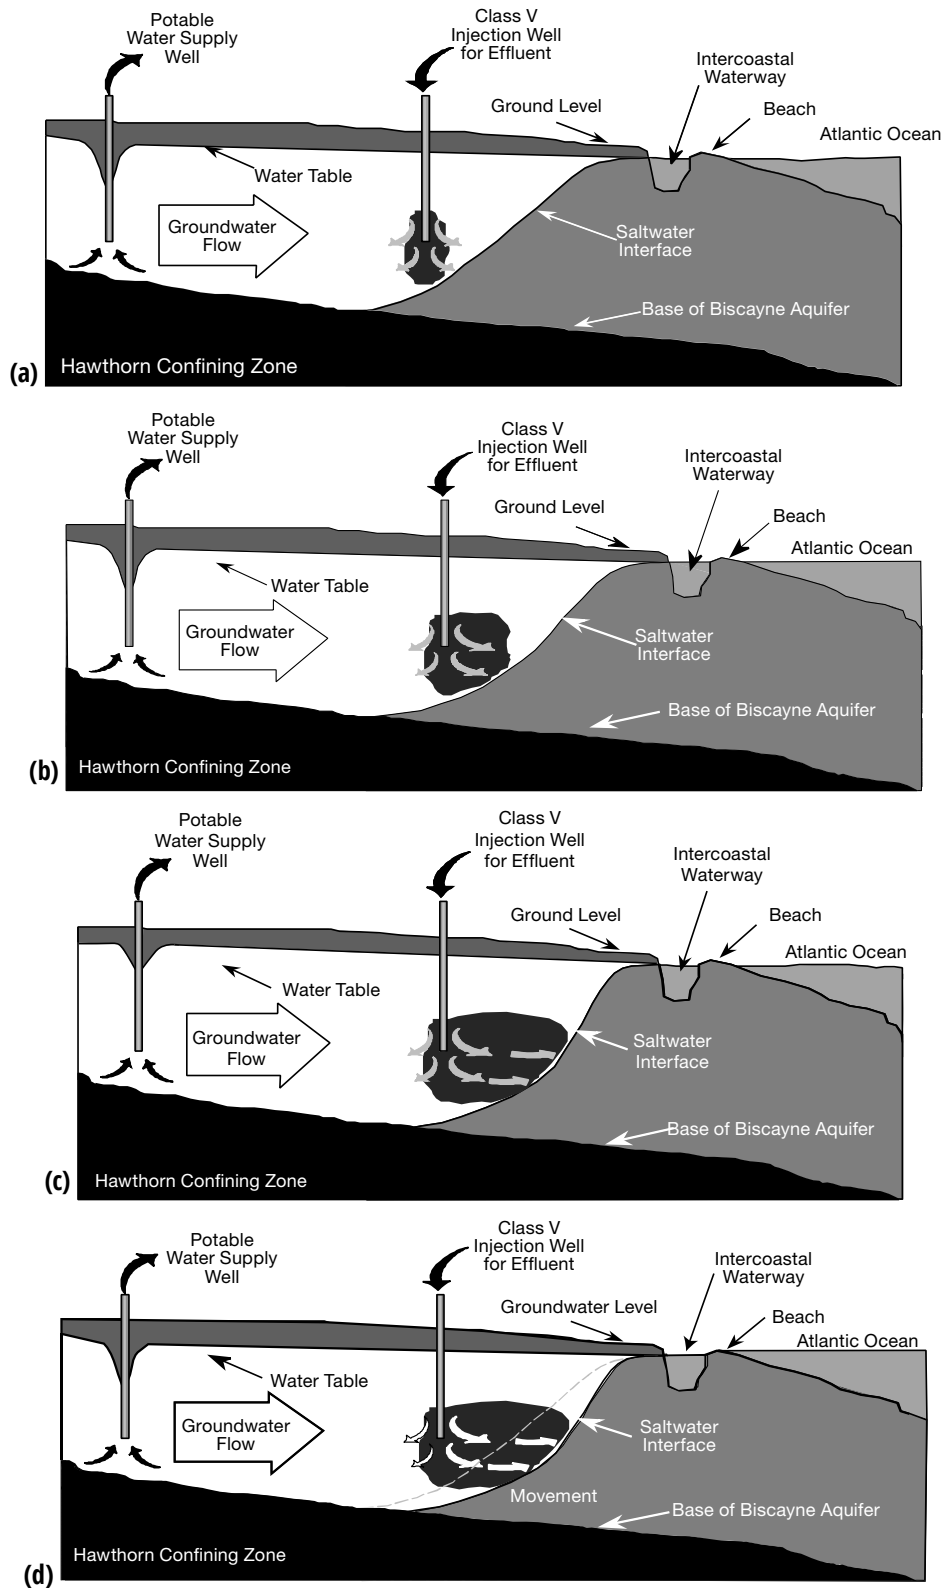 Potable
Water Supply
Well
Class V
Injection Well
for Effluent
Intercoastal
Waterway
Ground Level
Beach
Atlantic Ocean
Water Table
Groundwater
Flow
Saltwater
Interface
Base of Biscayne Aquifer
Hawthorn Confining Zone
(a)
Potable
Water Supply
Well
Class V
Injection Well
for Effluent
Intercoastal
Waterway
Ground Level
Beach
Atlantic Ocean
Water Table
Groundwater
Flow
Saltwater
Interface
Base of Biscayne Aquifer
Hawthorn Confining Zone
(b)
Potable
Water Supply
Well
Class V
Injection Well
for Effluent
Intercoastal
Waterway
Ground Level
Beach
Atlantic Ocean
Water Table
Groundwater
Flow
Saltwater
Interface
Base of Biscayne Aquifer
Hawthorn Confining Zone
(c)
Potable
Water Supply
Well
Class V
Injection Well
for Effluent
Intercoastal
Waterway
Groundwater Level
Beach
Atlantic Ocean
Water Table
Groundwater
Flow
Saltwater
Interface
Movement
Base of Biscayne Aquifer
Hawthorn Confining Zone
(d)